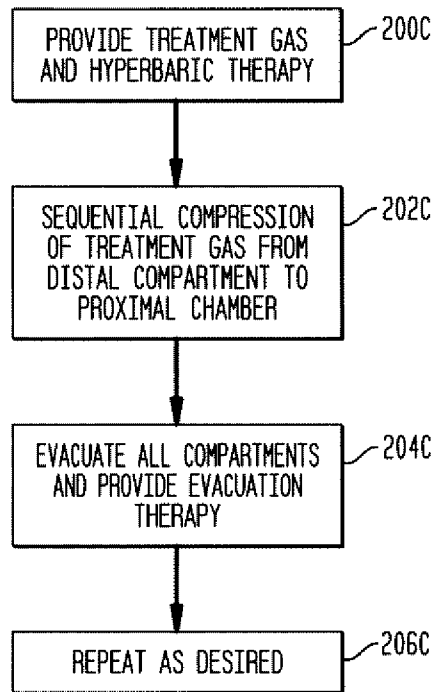 PROVIDE TREATMENT GAS
AND HYPERBARIC THERAPY
200C
SEQUENTIAL COMPRESSION
OF TREATMENT GAS FROM
DISTAL COMPARTMENT TO
PROXIMAL CHAMBER
202C
EVACUATE ALL COMPARTMENTS
AND PROVIDE EVACUATION
THERAPY
204C
REPEAT AS DESIRED
206C